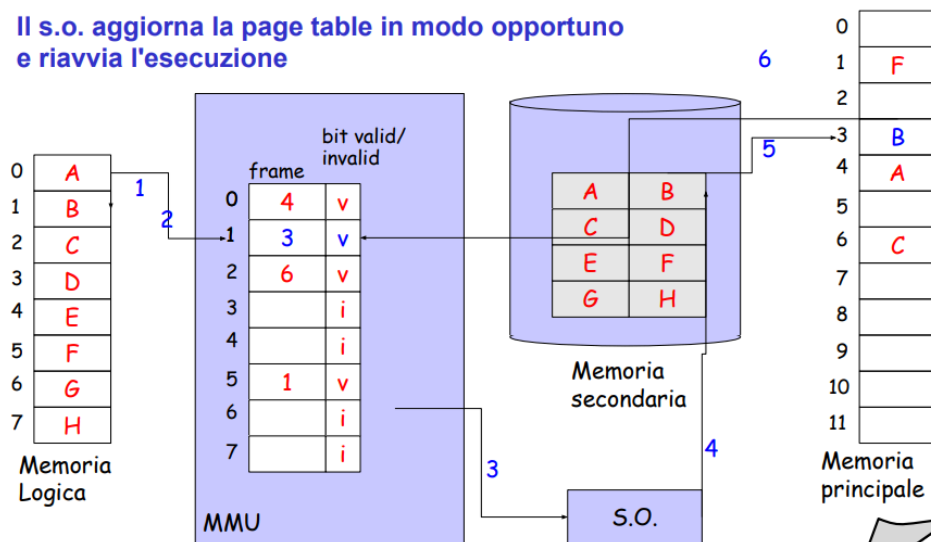 Il s.o. aggiorna la page table in modo opportuno
e riavvia l'esecuzione
0 A
1 B
2 C
3 D
4 E
5 F
6 G
7 H
Memoria
Logica
1
2
bit valid/
invalid
frame
0 4 v
1 3 v
2 6 v
3 i
4 i
5 1 v
6 i
7 i
MMU
3
S.O.
4
A B
C D
E F
G H
Memoria
secondaria
5
6
0
1 F
2
3 B
4 A
5
6 C
7
8
9
10
11
Memoria
principale